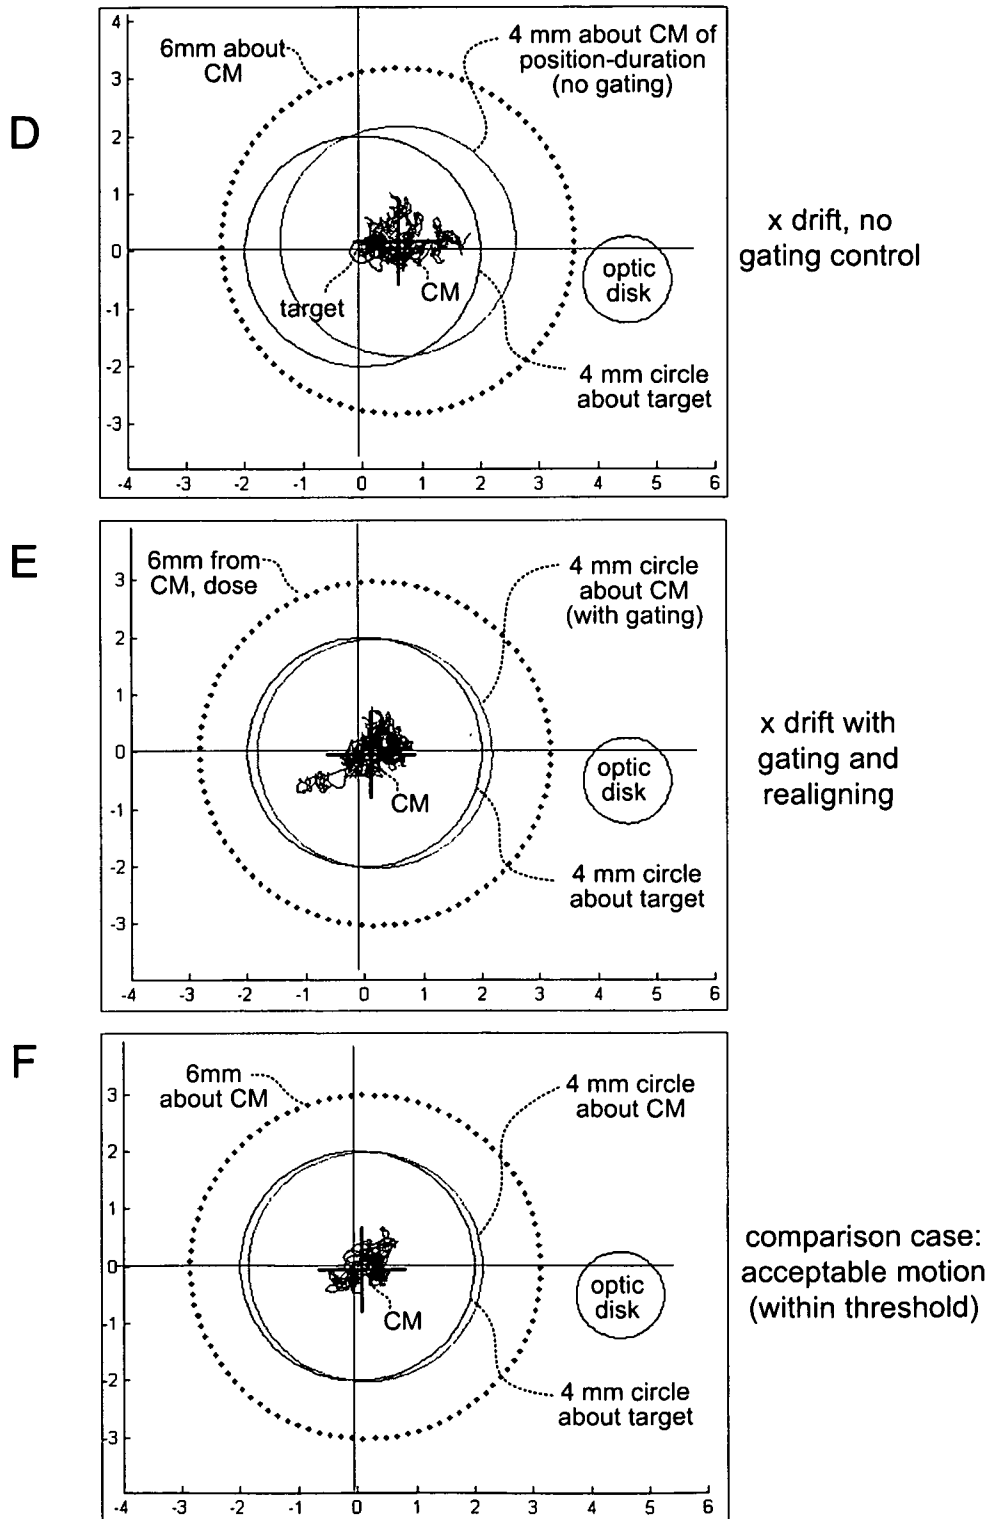 D
4
3
2
1
0
-1
-2
-3
-4 -3 -2 -1 0 1 2 3 4 5 6
6mm about
CM
4 mm about CM of
position-duration
(no gating)
target
CM
optic
disk
4 mm circle
about target
x drift, no
gating control
E
3
2
1
0
-1
-2
-3
-4 -3 -2 -1 0 1 2 3 4 5 6
6mm from
CM, dose
4 mm circle
about CM
(with gating)
CM
optic
disk
4 mm circle
about target
x drift with
gating and
realigning
F
3
2
1
0
-1
-2
-3
-4 -3 -2 -1 0 1 2 3 4 5 6
6mm
about CM
4 mm circle
about CM
CM
optic
disk
4 mm circle
about target
comparison case:
acceptable motion
(within threshold)